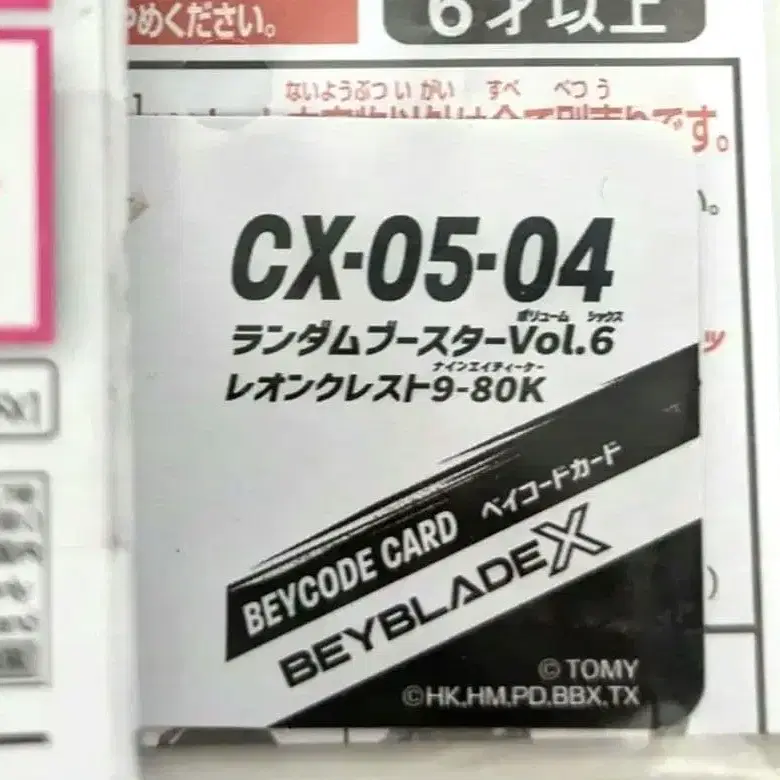 やめください。
6才以上
ないようぶつ いがい すべ べつ う
です。
CX-05-04
ボリューム シックス
ランダムブースターVol.6
ナインエイティーケー
レオンクレスト9-80K
ベイコードカード
BEYCODE CARD
BEYBLADE X
© TOMY
©HK.HM.PD.BBX.TX